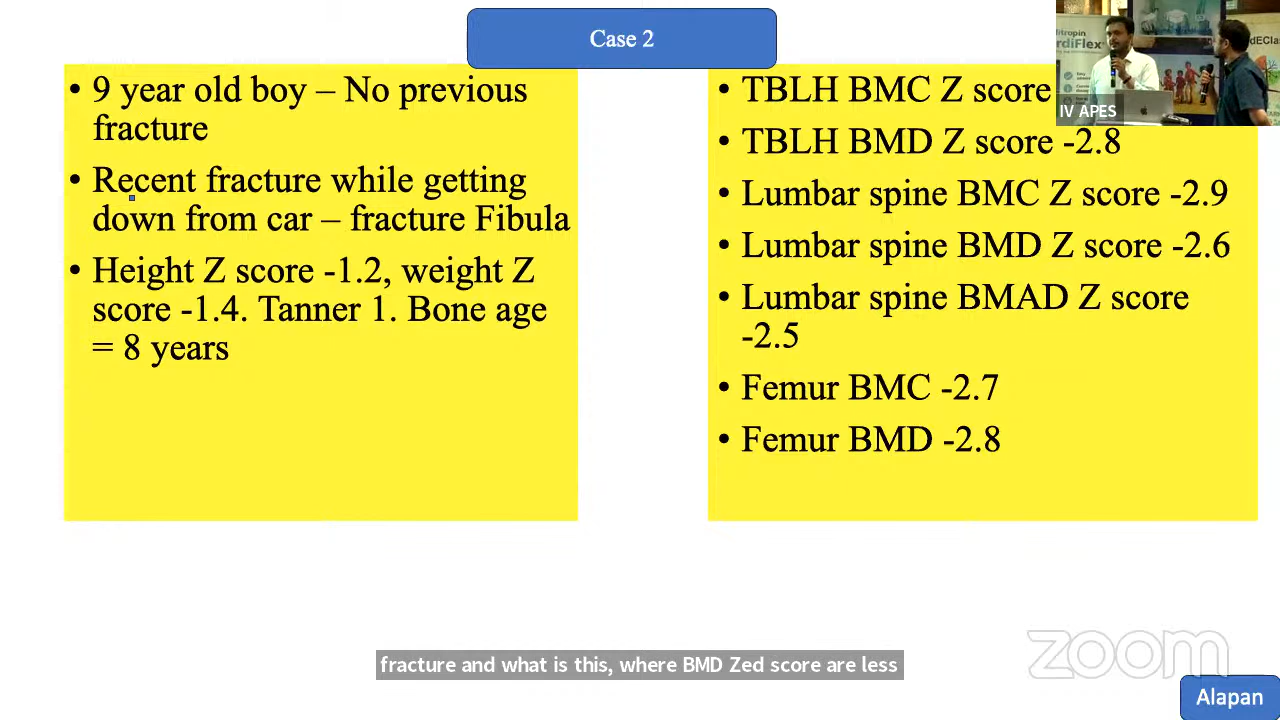 Case 2
• 9 year old boy – No previous
fracture
• Recent fracture while getting
down from car – fracture Fibula
• Height Z score -1.2, weight Z
score -1.4. Tanner 1. Bone age
= 8 years
• TBLH BMC Z score
• TBLH BMD Z score -2.8
• Lumbar spine BMC Z score -2.9
• Lumbar spine BMD Z score -2.6
• Lumbar spine BMAD Z score
-2.5
• Femur BMC -2.7
• Femur BMD -2.8
IV APES
fracture and what is this, where BMD Zed score are less
zoom
Alapan